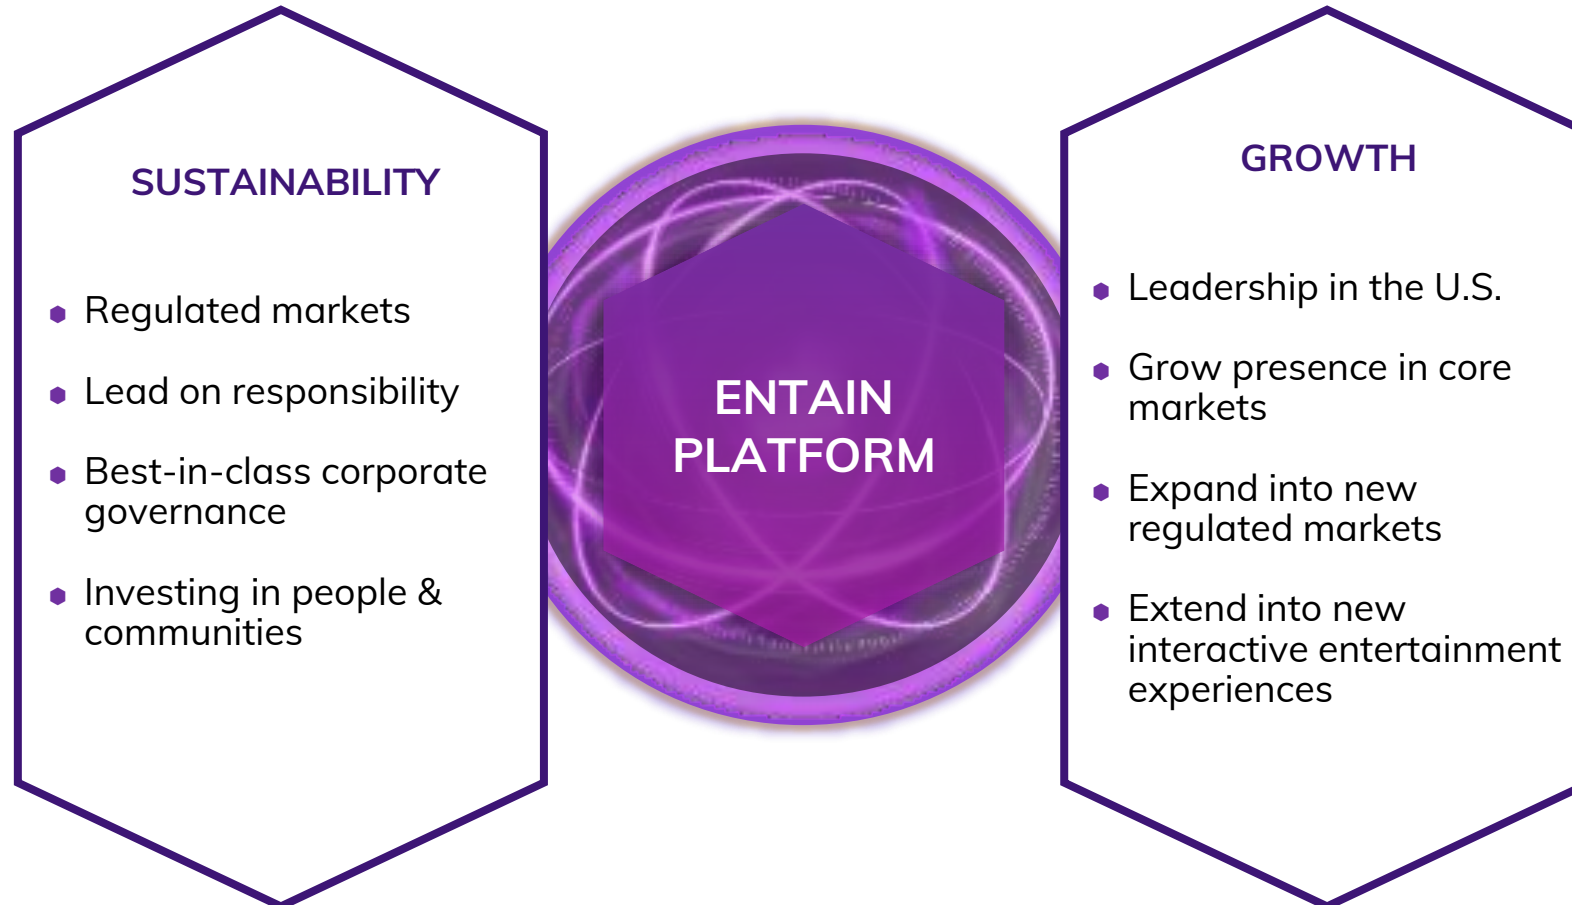 SUSTAINABILITY
Regulated markets
Lead on responsibility
Best-in-class corporate
governance
Investing in people &
communities
ENTAIN
PLATFORM
GROWTH
Leadership in the U.S.
Grow presence in core
markets
Expand into new
regulated markets
Extend into new
interactive entertainment
experiences